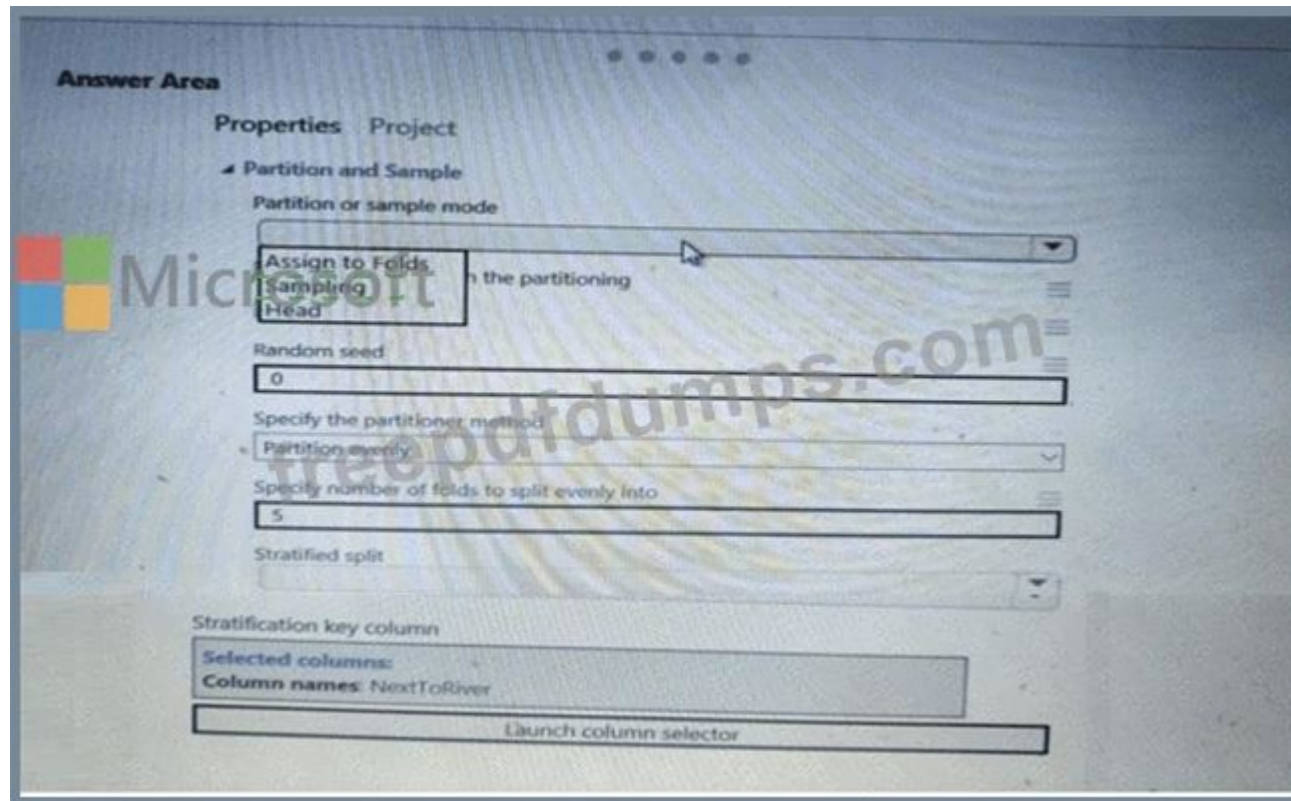 Answer Area
Properties Project
Partition and Sample
Partition or sample mode
Assign to Folds
Sampling
Head
the partitioning
Microsoft
freepdfdumps.com
Random seed
0
Specify the partitioner method
Partition evenly
Specify number of folds to split evenly into
5
Stratified split
Stratification key column
Selected columns:
Column names: NextToRiver
Launch column selector